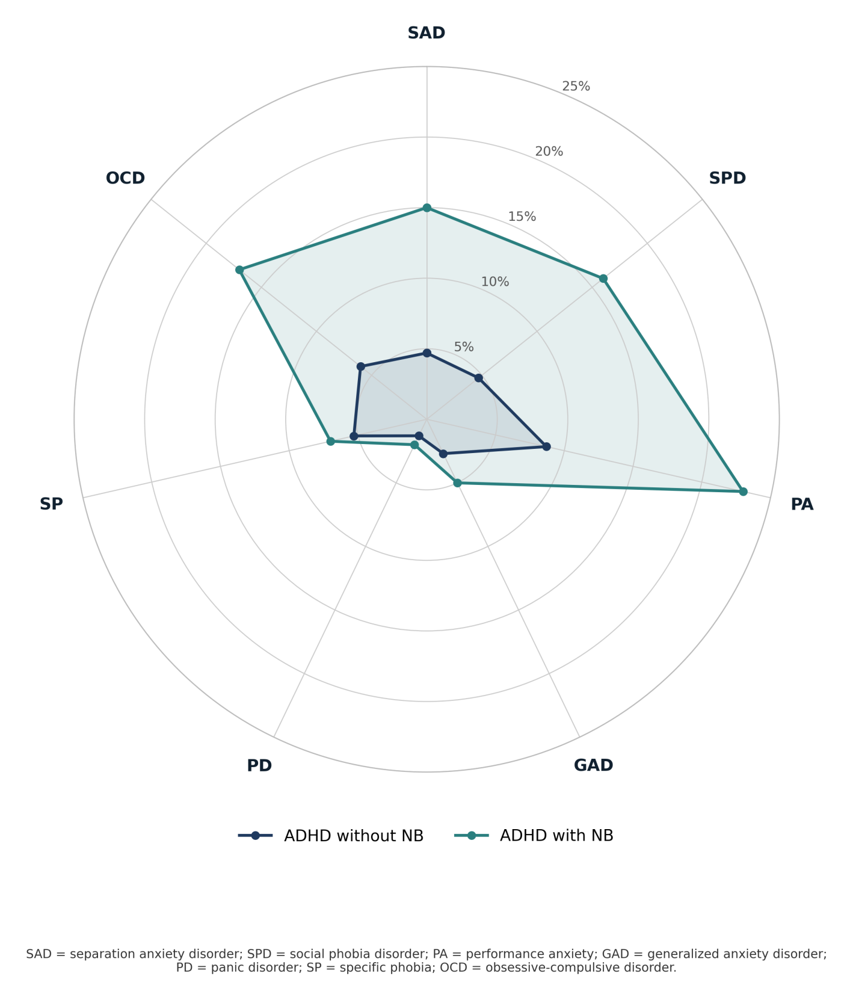 SAD
25%
20%
OCD
SPD
15%
10%
5%
SP
PA
PD
GAD
ADHD without NB
ADHD with NB
SAD = separation anxiety disorder; SPD = social phobia disorder; PA = performance anxiety; GAD = generalized anxiety disorder;
PD = panic disorder; SP = specific phobia; OCD = obsessive-compulsive disorder.